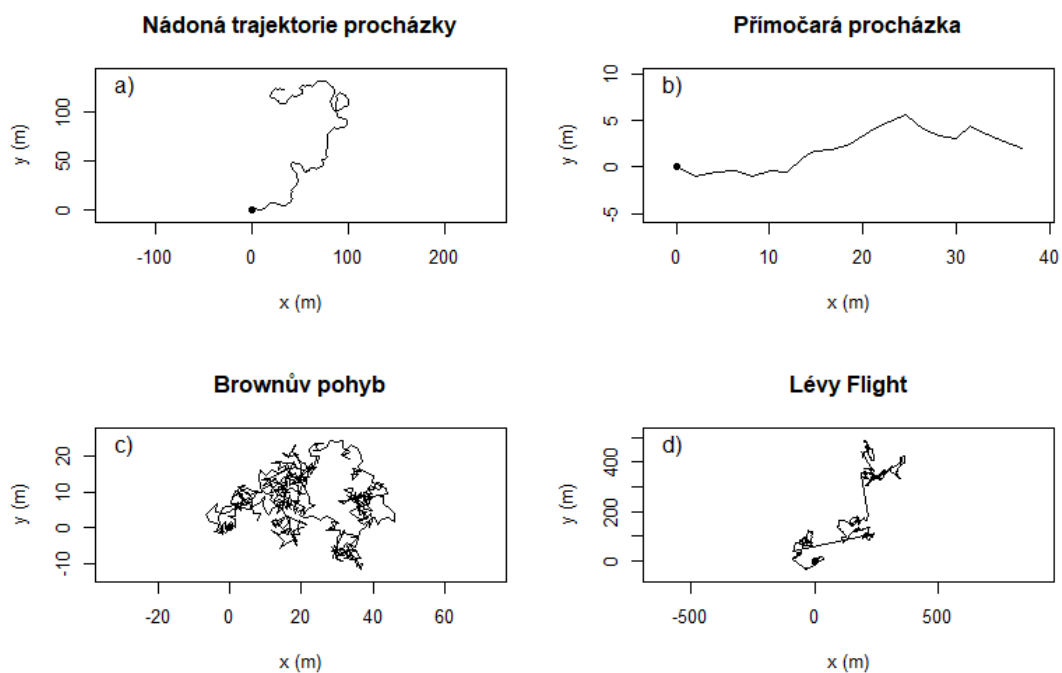 Nádoná trajektorie procházky
a)
y (m)
100
50
0
-100
0
100
200
x (m)
Přímočará procházka
b)
y (m)
10
5
0
-5
0
10
20
30
40
x (m)
Brownův pohyb
c)
y (m)
20
10
0
-10
-20
0
20
40
60
x (m)
Lévy Flight
d)
y (m)
400
200
0
-500
0
500
x (m)